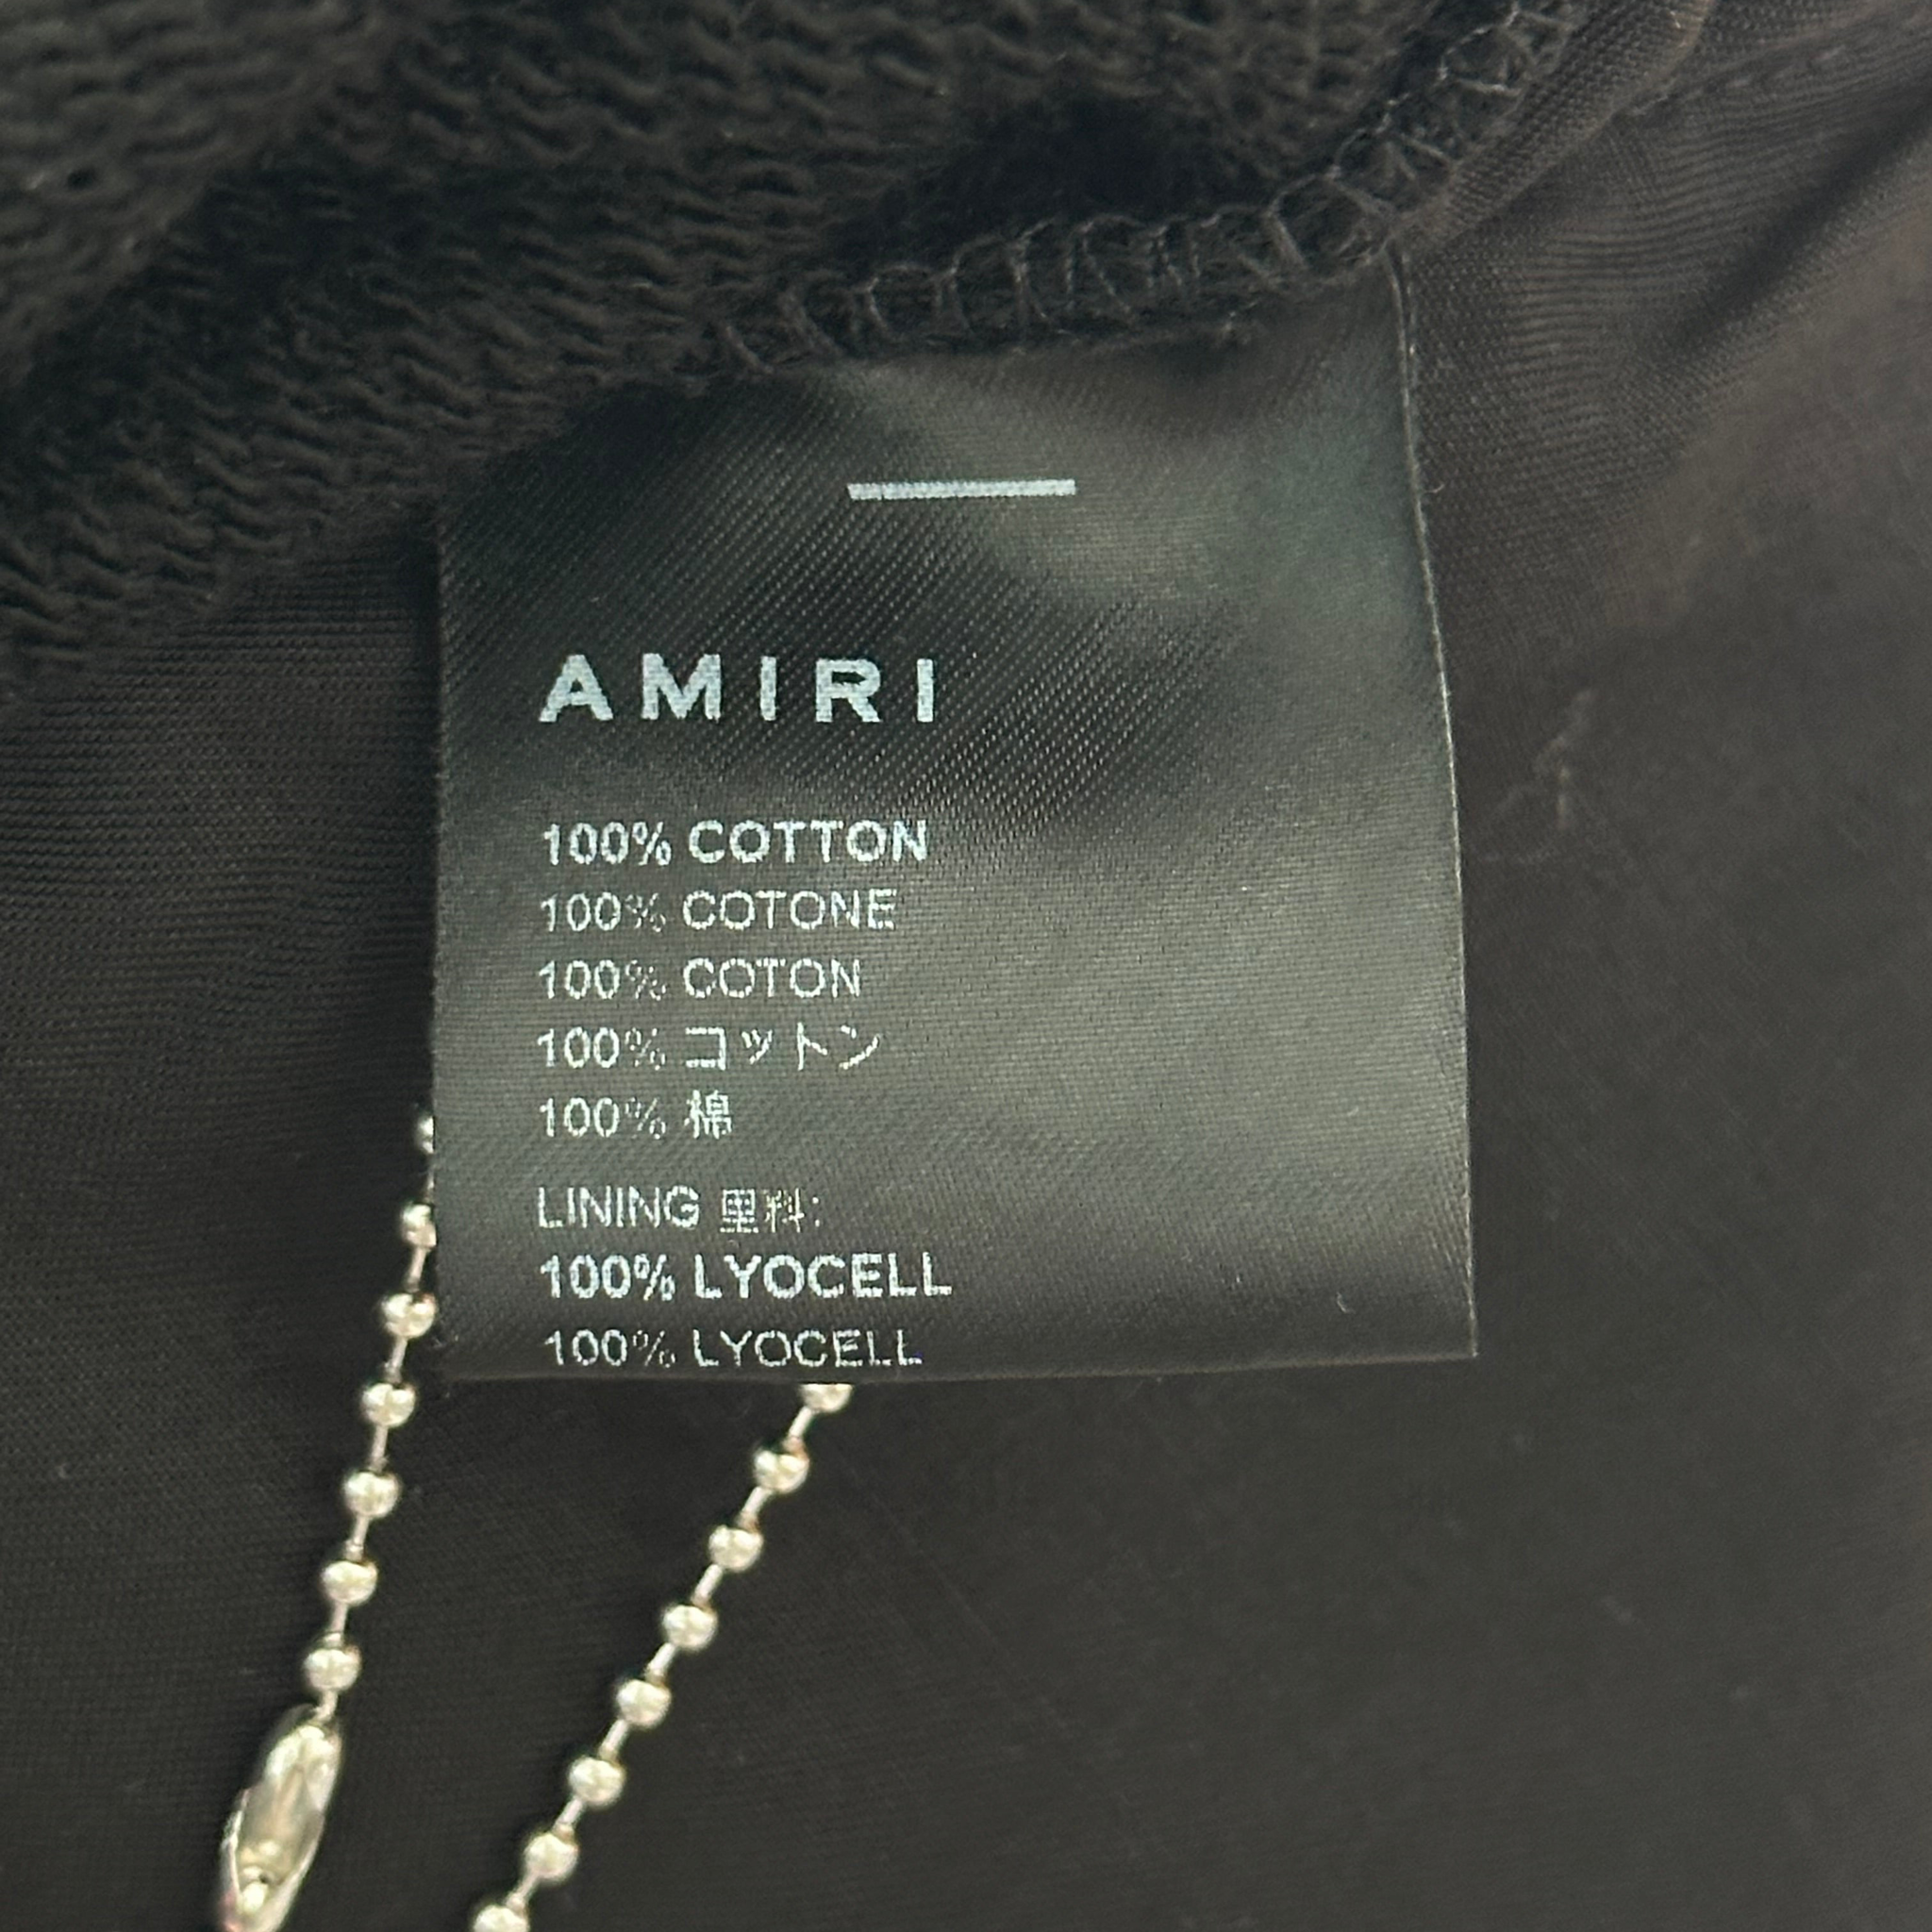 AMIRI
100% COTTON
100% COTONE
100% COTON
100% コットン
100% 棉
LINING 里料:
100% LYOCELL
100% LYOCELL